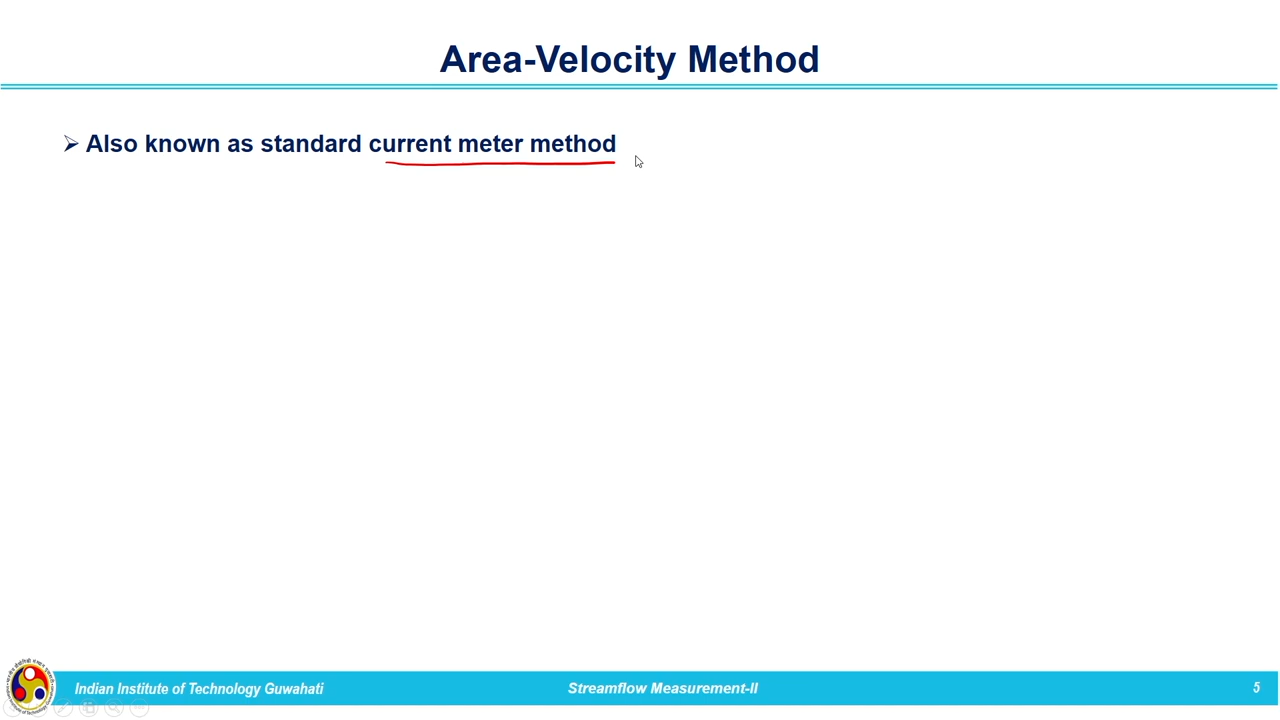 Area-Velocity Method
Also known as standard current meter method
Indian Institute of Technology Guwahati
Streamflow Measurement-II
5